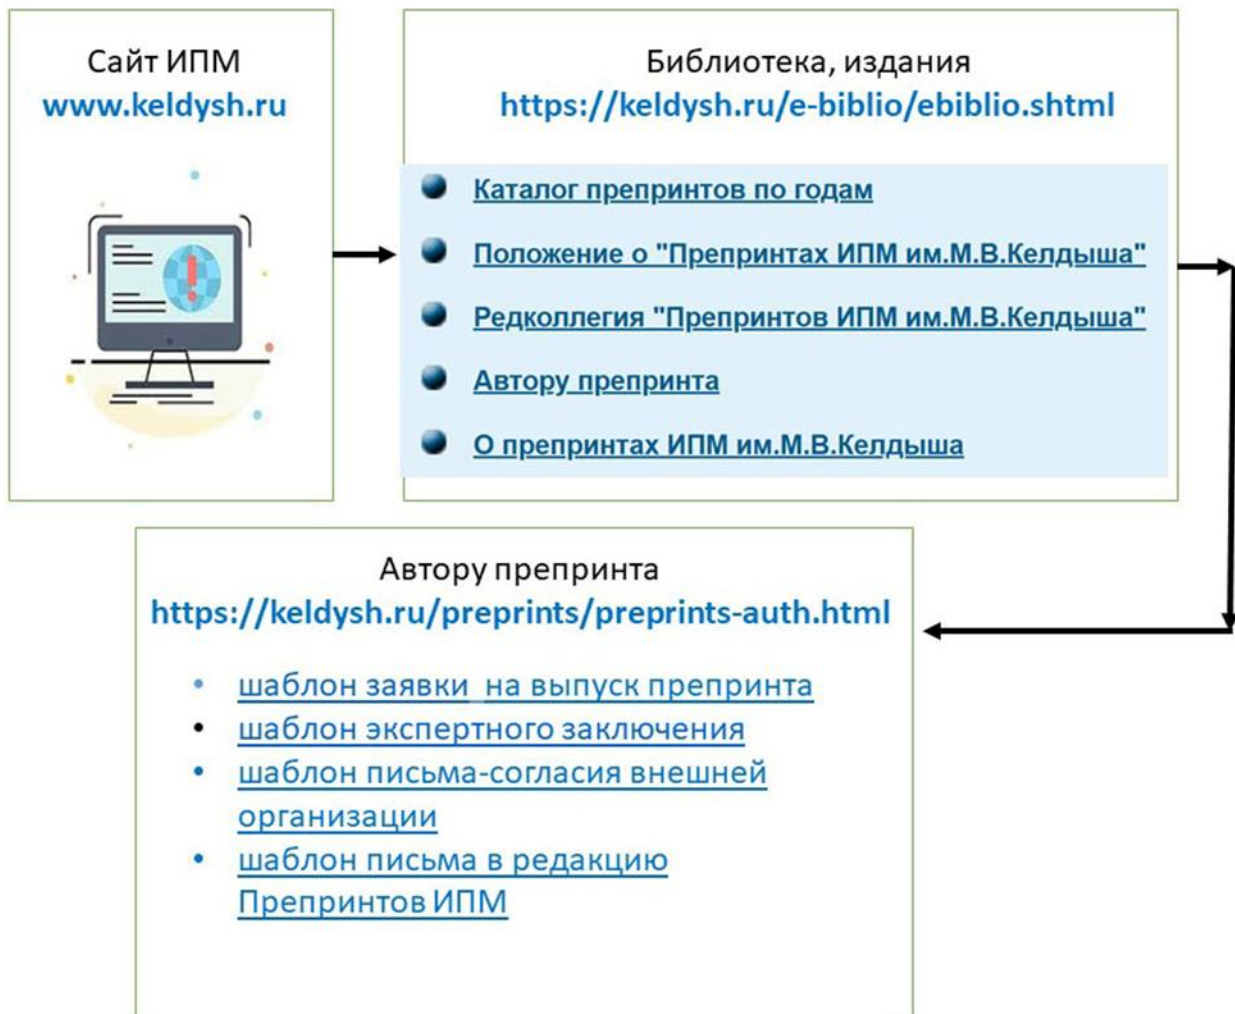 Сайт ИПМ
www.keldysh.ru
Библиотека, издания
https://keldysh.ru/e-biblio/ebiblio.shtml
Каталог препринтов по годам
Положение о "Препринтах ИПМ им.М.В.Келдыша"
Редколлегия "Препринтов ИПМ им.М.В.Келдыша"
Автору препринта
О препринтах ИПМ им.М.В.Келдыша
Автору препринта
https://keldysh.ru/preprints/preprints-auth.html
шаблон заявки на выпуск препринта
шаблон экспертного заключения
шаблон письма-согласия внешней
организации
шаблон письма в редакцию
Препринтов ИПМ